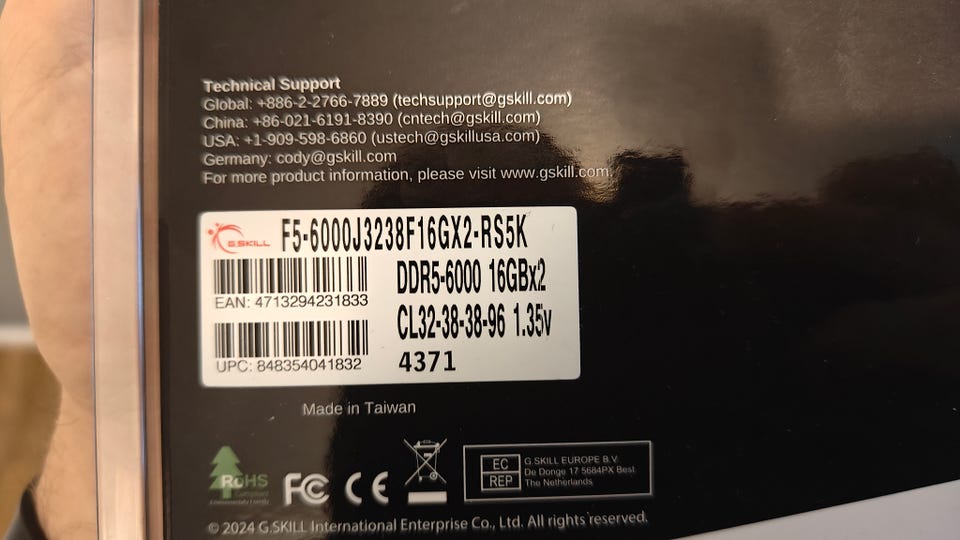 Technical Support
Global: +886-2-2766-7889 (techsupport@gskill.com)
China: +86-021-6191-8390 (cntech@gskill.com)
USA: +1-909-598-6860 (ustech@gskillusa.com)
Germany: cody@gskill.com
For more product information, please visit www.gskill.com.
G.SKILL
F5-6000J3238F16GX2-RS5K
DDR5-6000 16GBx2
EAN: 4713294231833
CL32-38-38-96 1.35v
UPC: 848354041832
4371
Made in Taiwan
RoHS
Compliant
Environmentally Friendly
FC
CE
EC
REP
G.SKILL EUROPE B.V.
De Donge 17 5684PX Best
The Netherlands
© 2024 G.SKILL International Enterprise Co., Ltd. All rights reserved.